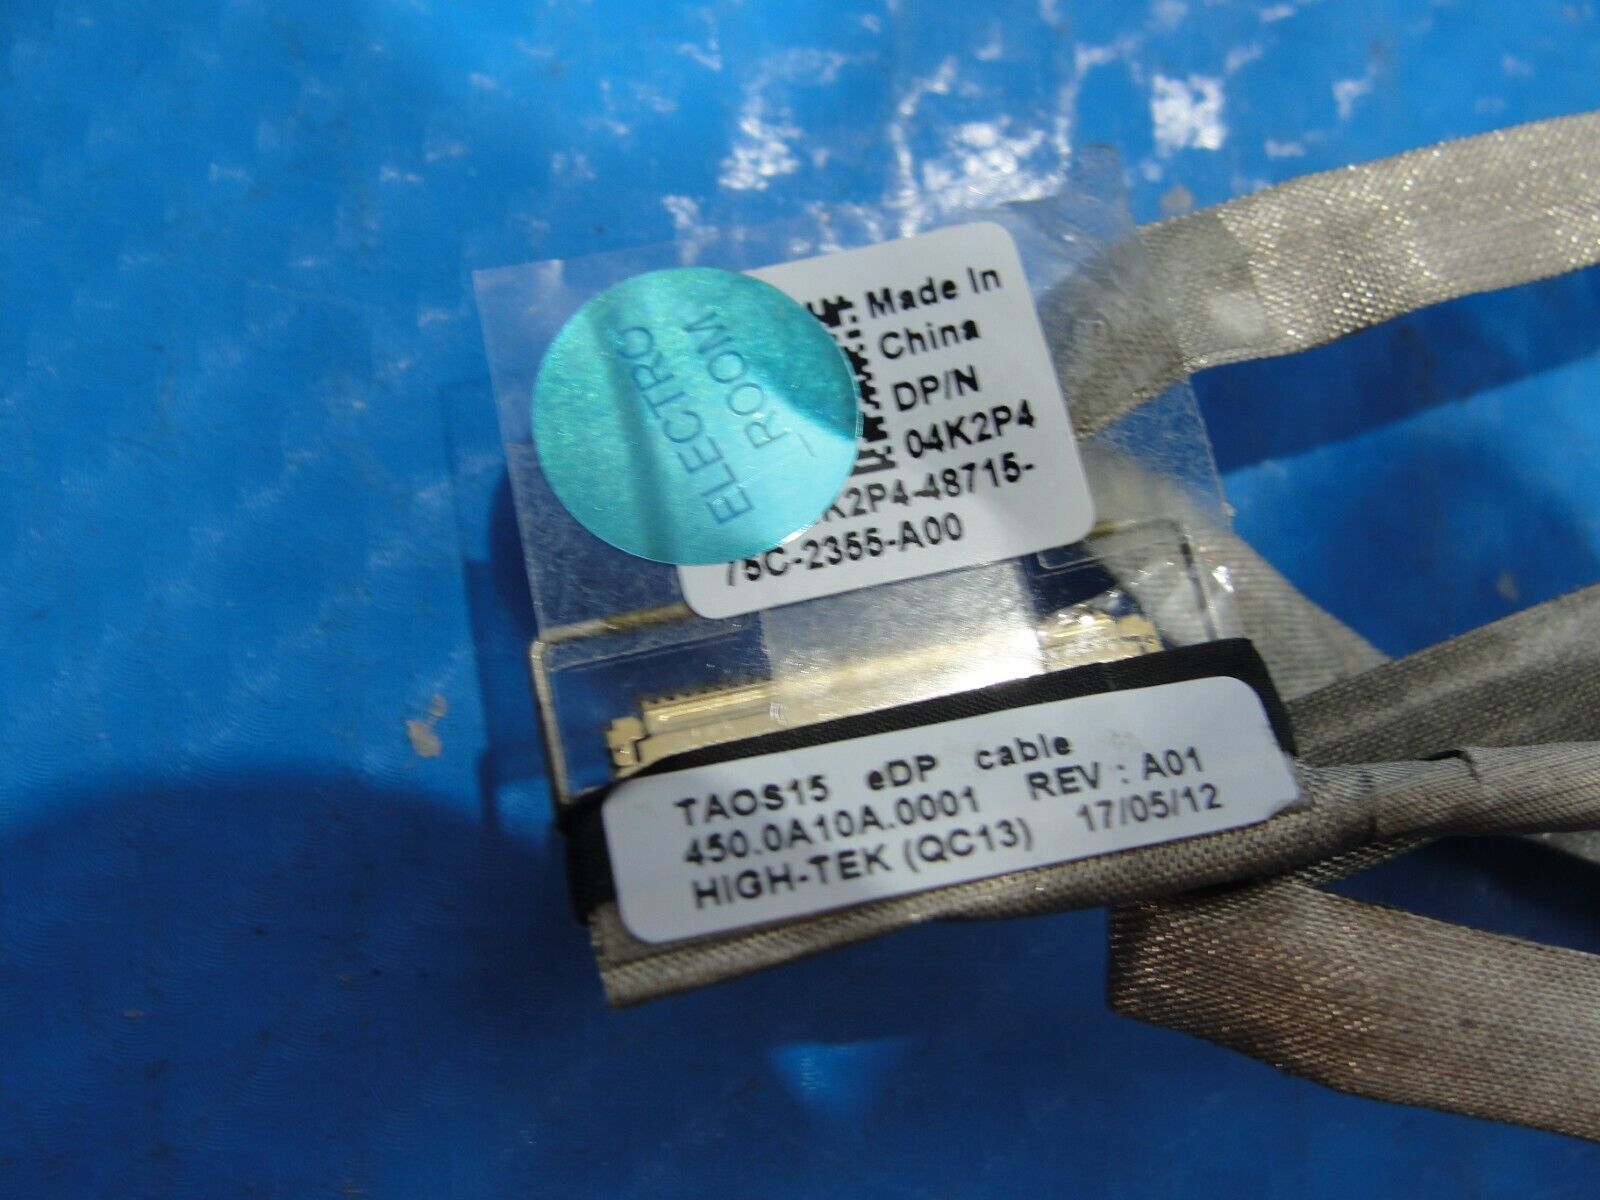 Made In
China
DP/N
04K2P4
K2P4-48715-
75C-2355-A00
ELECTRO
_ROOM
TAOS15 eDP cable
450.0A10A.0001 REV : A01
HIGH-TEK (QC13) 17/05/12